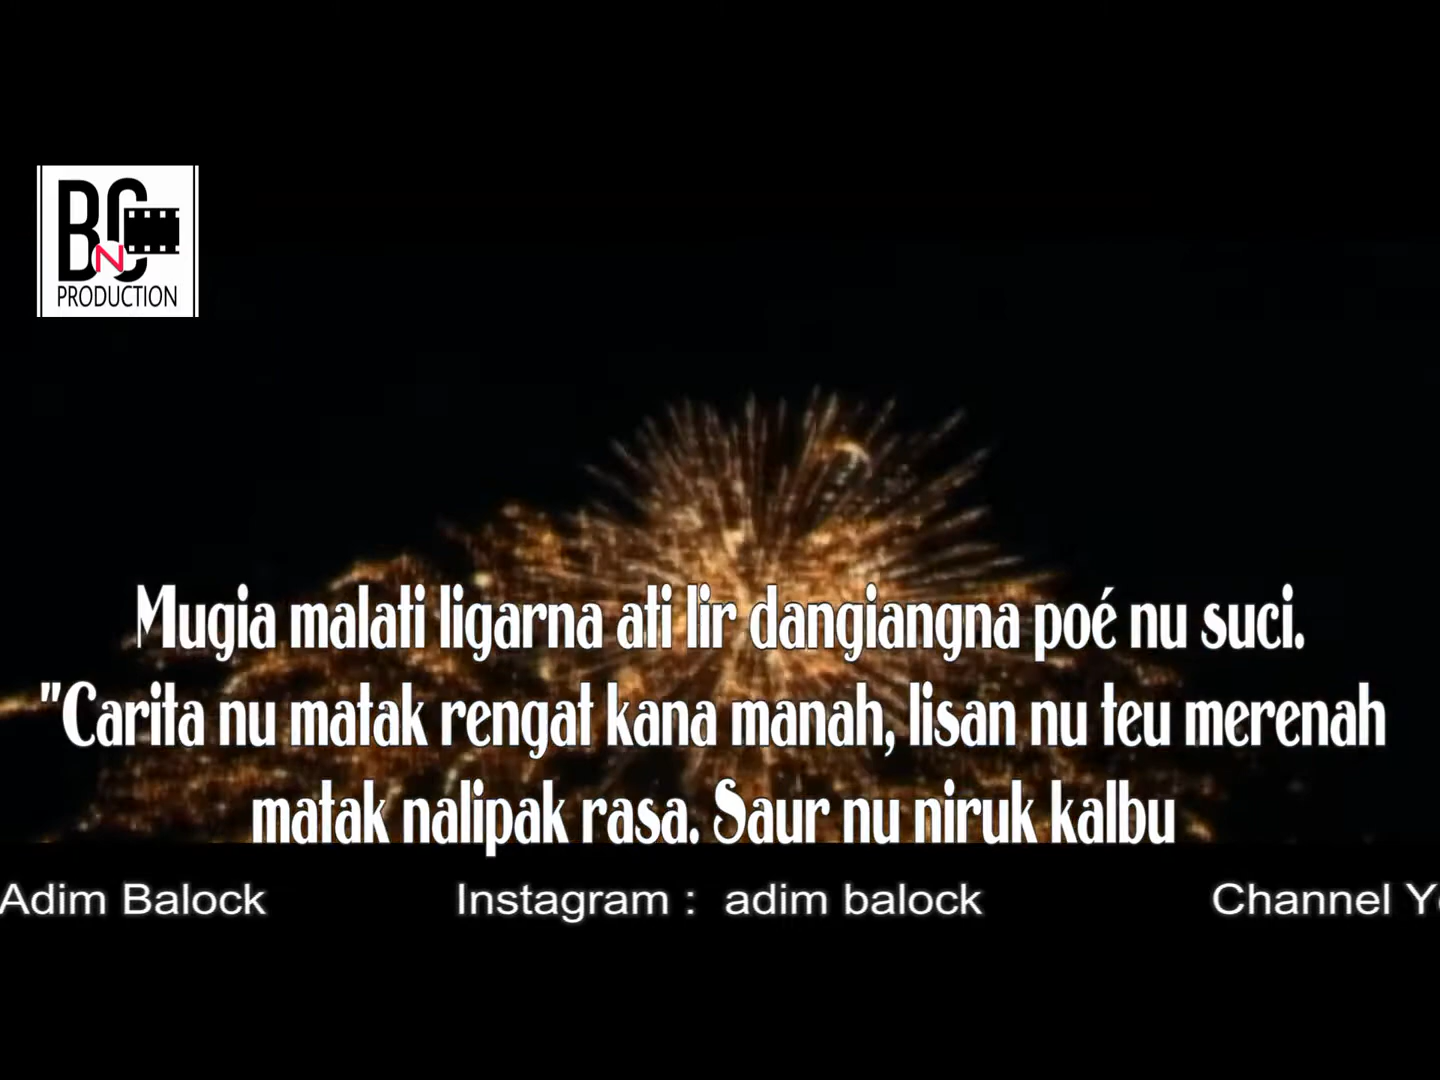 BNC
PRODUCTION
Mugia malati ligarna ati lir dangiangna poé nu suci.
"Carita nu matak rengat kana manah, lisan nu teu merenah
matak nalipak rasa. Saur nu niruk kalbu
Adim Balock Instagram : adim balock Channel